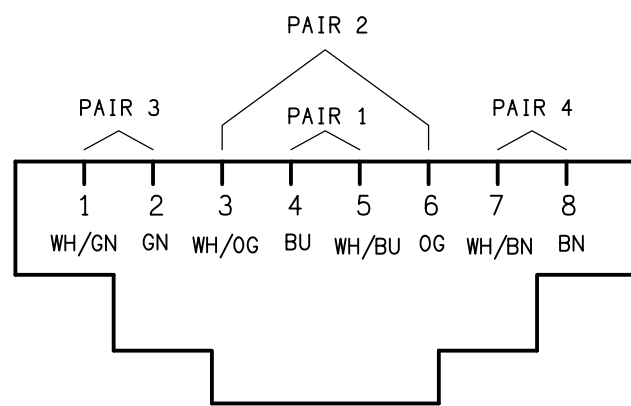 PAIR 2
PAIR 3 PAIR 1 PAIR 4
1 2 3 4 5 6 7 8
WH/GN GN WH/OG BU WH/BU OG WH/BN BN